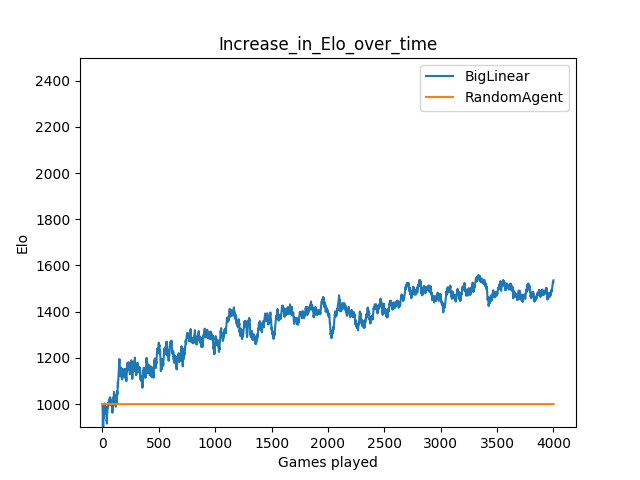 Increase_in_Elo_over_time
BigLinear
RandomAgent
2400
2200
2000
1800
1600
1400
1200
1000
Elo
0 500 1000 1500 2000 2500 3000 3500 4000
Games played